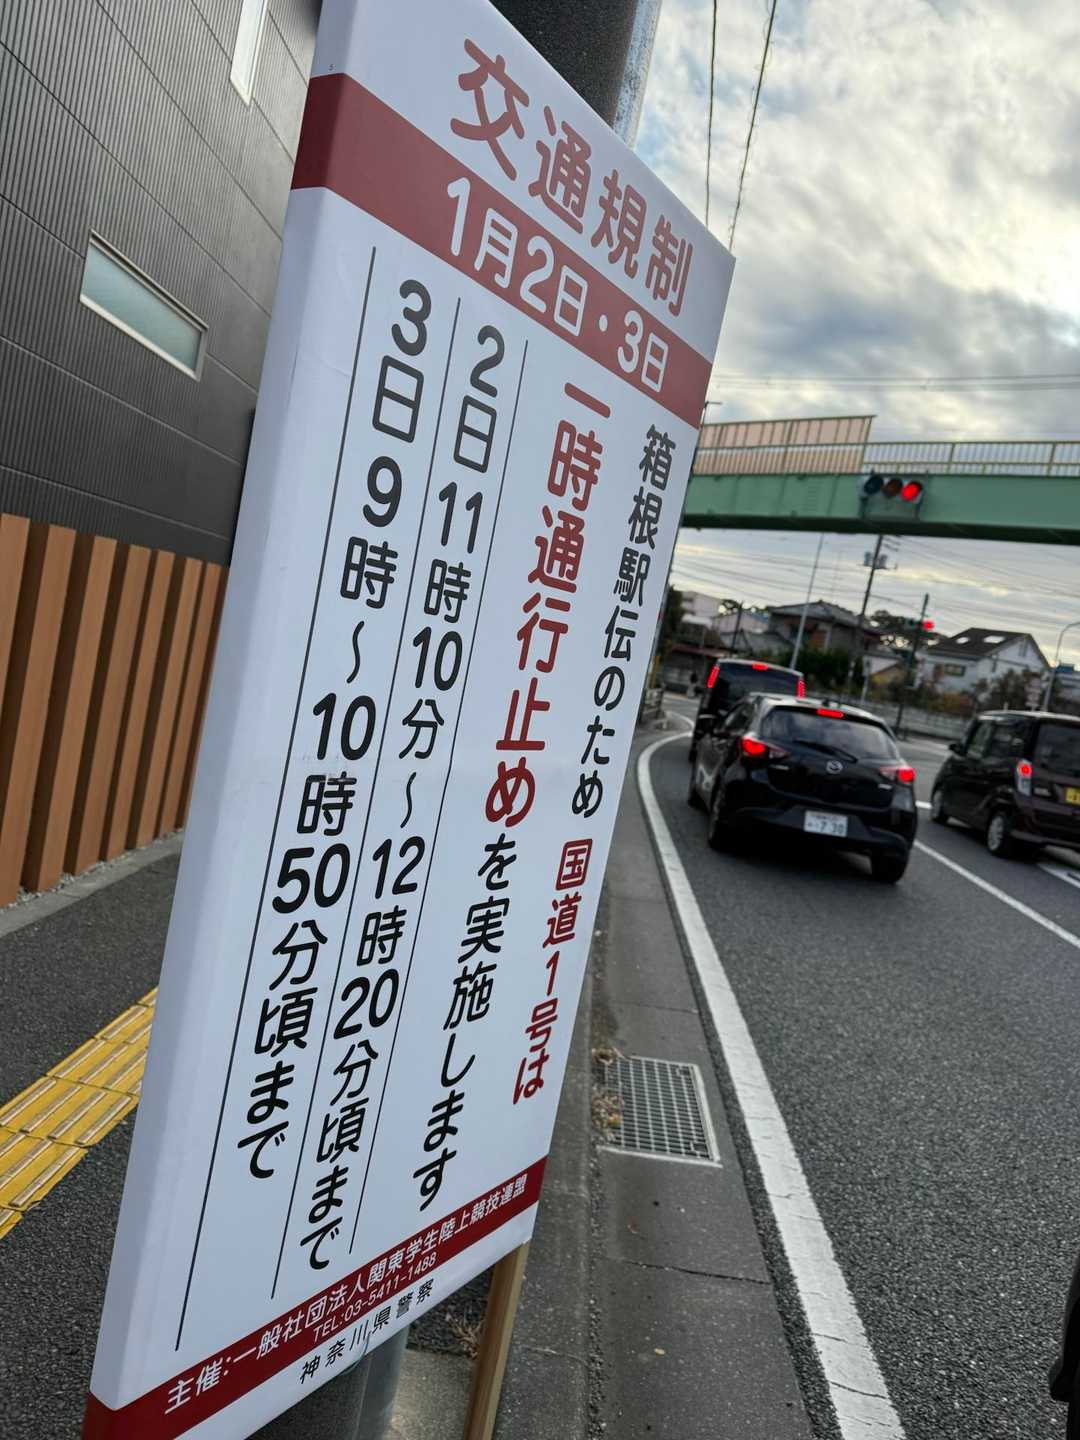 交通規制
1月2日・3日
箱根駅伝のため 国道1号は
一時通行止めを実施します
2日 11時10分～12時20分頃まで
3日 9時～10時50分頃まで
主催：一般社団法人関東学生陸上競技連盟
TEL:03-5411-1488
神奈川県警察
7 30